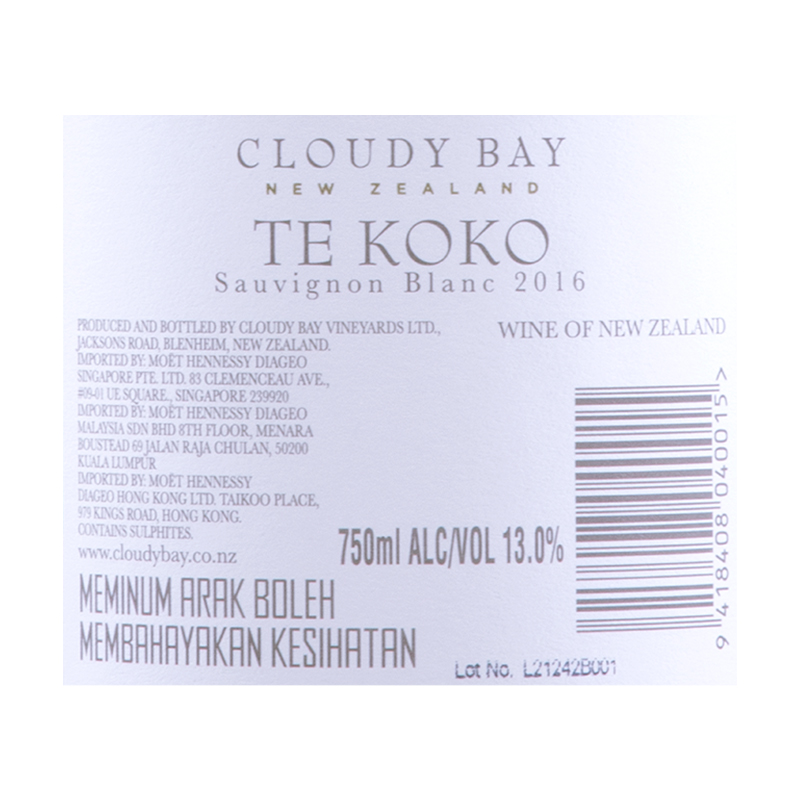 CLOUDY BAY
NEW ZEALAND
TE KOKO
Sauvignon Blanc 2016
PRODUCED AND BOTTLED BY CLOUDY BAY VINEYARDS LTD.,
JACKSONS ROAD, BLENHEIM, NEW ZEALAND.
IMPORTED BY: MOËT HENNESSY DIAGEO
SINGAPORE PTE. LTD. 83 CLEMENCEAU AVE.,
#09-01 UE SQUARE., SINGAPORE 239920
IMPORTED BY: MOËT HENNESSY DIAGEO
MALAYSIA SDN BHD 8TH FLOOR, MENARA
BOUSTEAD 69 JALAN RAJA CHULAN, 50200
KUALA LUMPUR
IMPORTED BY: MOËT HENNESSY
DIAGEO HONG KONG LTD. TAIKOO PLACE,
979 KINGS ROAD, HONG KONG.
CONTAINS SULPHITES.
www.cloudybay.co.nz
WINE OF NEW ZEALAND
750ml ALC/VOL 13.0%
9 418408 040015 >
MEMINUM ARAK BOLEH
MEMBAHAYAKAN KESIHATAN
Lot No. L21242B001